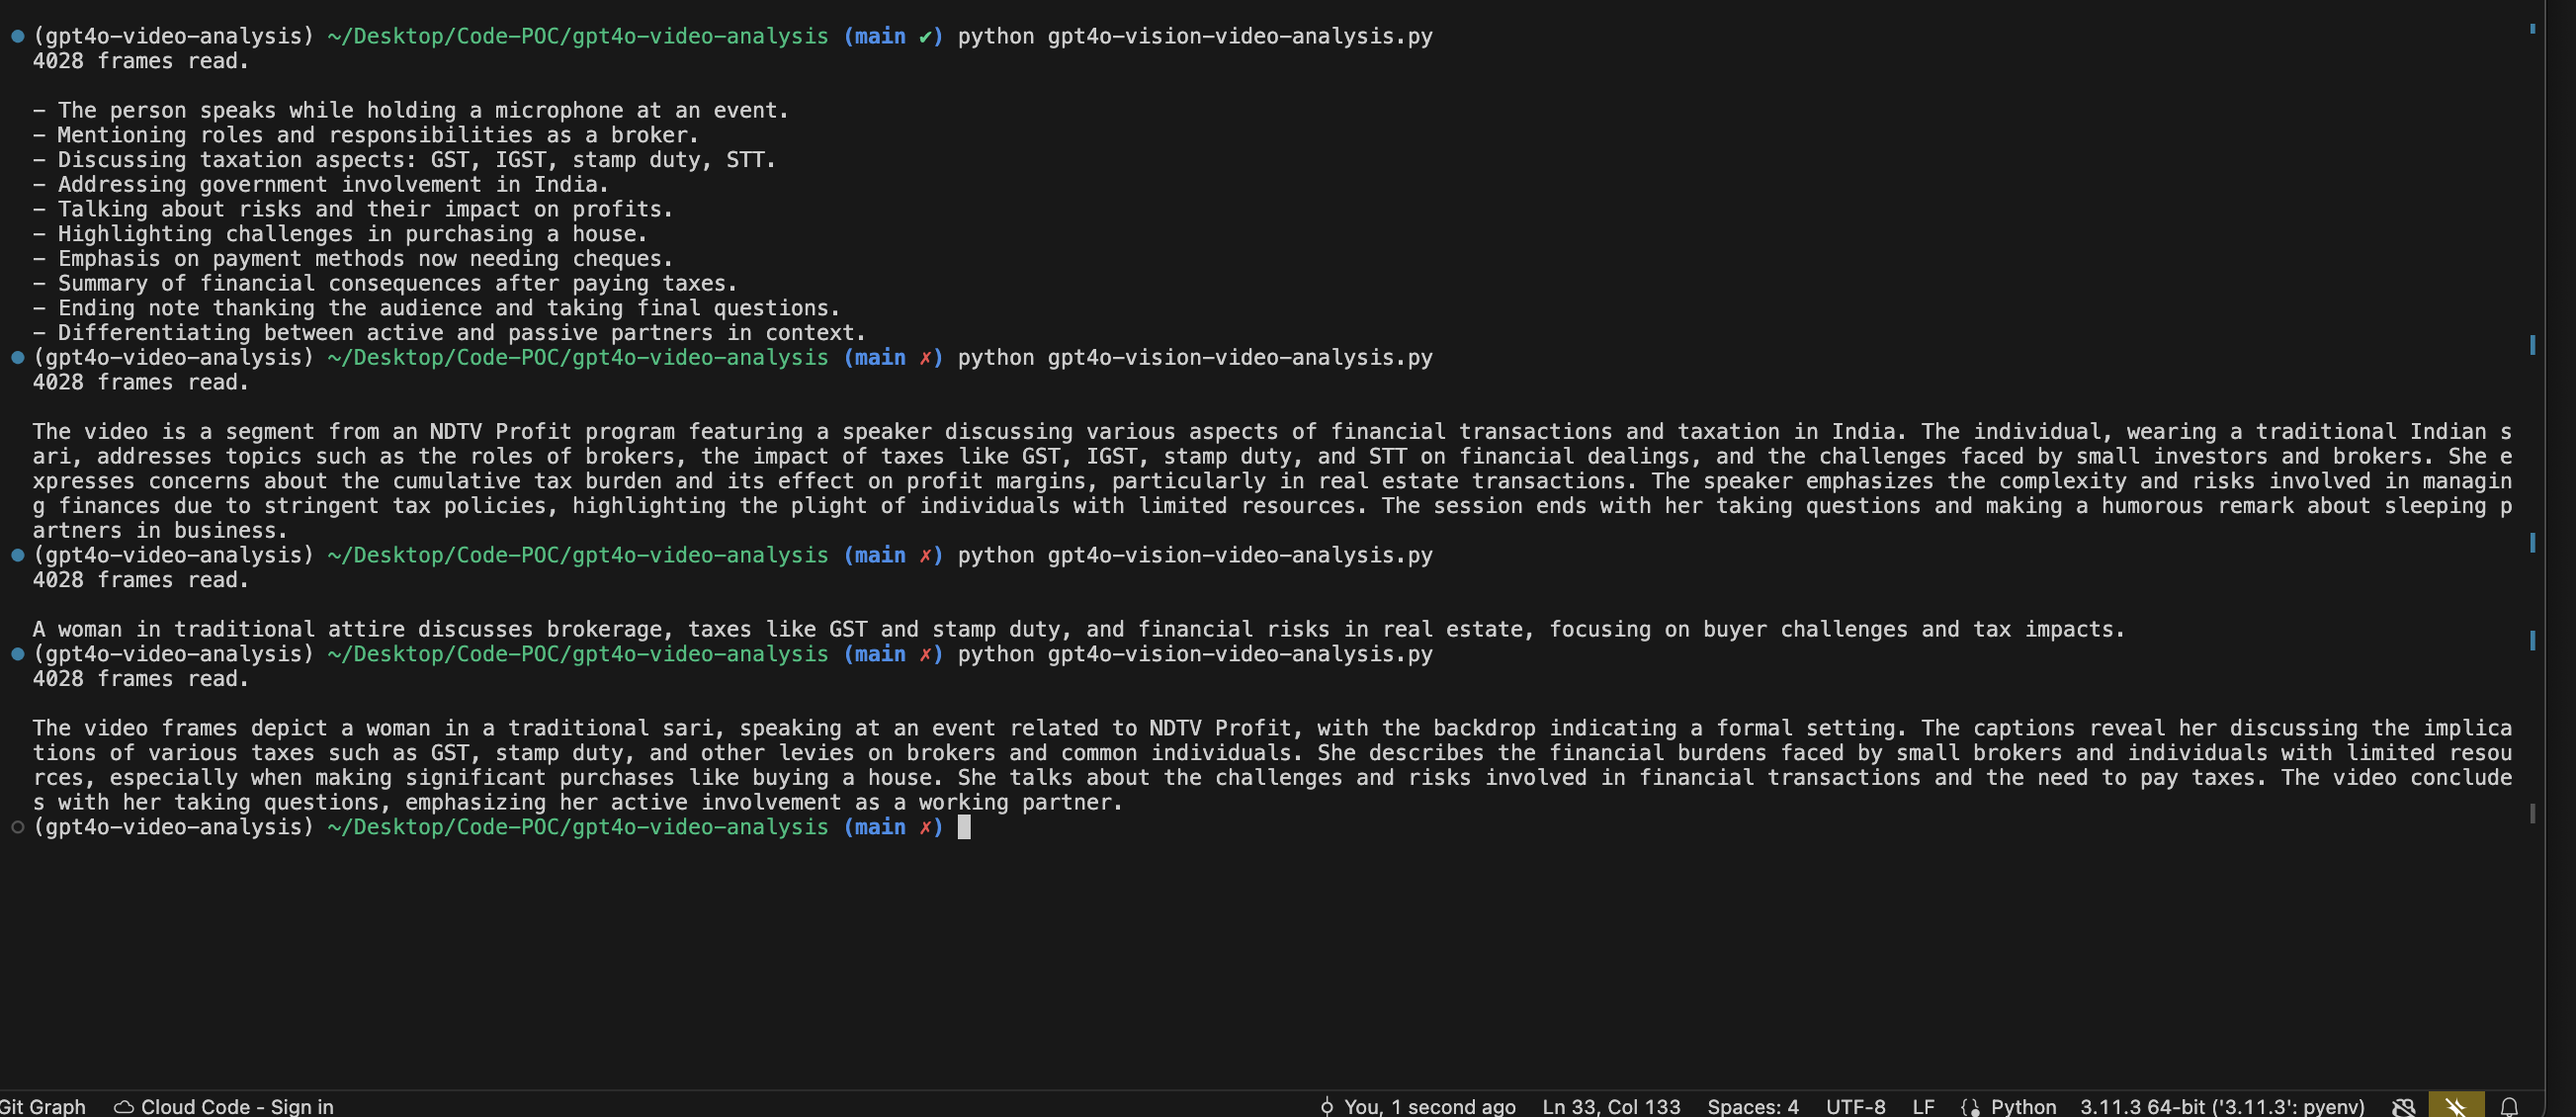 (gpt4o-video-analysis) ~/Desktop/Code-POC/gpt4o-video-analysis (main ✔) python gpt4o-vision-video-analysis.py
4028 frames read.
– The person speaks while holding a microphone at an event.
– Mentioning roles and responsibilities as a broker.
– Discussing taxation aspects: GST, IGST, stamp duty, STT.
– Addressing government involvement in India.
– Talking about risks and their impact on profits.
– Highlighting challenges in purchasing a house.
– Emphasis on payment methods now needing cheques.
– Summary of financial consequences after paying taxes.
– Ending note thanking the audience and taking final questions.
– Differentiating between active and passive partners in context.
(gpt4o-video-analysis) ~/Desktop/Code-POC/gpt4o-video-analysis (main ✗) python gpt4o-vision-video-analysis.py
4028 frames read.
The video is a segment from an NDTV Profit program featuring a speaker discussing various aspects of financial transactions and taxation in India. The individual, wearing a traditional Indian s
ari, addresses topics such as the roles of brokers, the impact of taxes like GST, IGST, stamp duty, and STT on financial dealings, and the challenges faced by small investors and brokers. She e
xpresses concerns about the cumulative tax burden and its effect on profit margins, particularly in real estate transactions. The speaker emphasizes the complexity and risks involved in managin
g finances due to stringent tax policies, highlighting the plight of individuals with limited resources. The session ends with her taking questions and making a humorous remark about sleeping p
artners in business.
(gpt4o-video-analysis) ~/Desktop/Code-POC/gpt4o-video-analysis (main ✗) python gpt4o-vision-video-analysis.py
4028 frames read.
A woman in traditional attire discusses brokerage, taxes like GST and stamp duty, and financial risks in real estate, focusing on buyer challenges and tax impacts.
(gpt4o-video-analysis) ~/Desktop/Code-POC/gpt4o-video-analysis (main ✗) python gpt4o-vision-video-analysis.py
4028 frames read.
The video frames depict a woman in a traditional sari, speaking at an event related to NDTV Profit, with the backdrop indicating a formal setting. The captions reveal her discussing the implica
tions of various taxes such as GST, stamp duty, and other levies on brokers and common individuals. She describes the financial burdens faced by small brokers and individuals with limited resou
rces, especially when making significant purchases like buying a house. She talks about the challenges and risks involved in financial transactions and the need to pay taxes. The video conclude
s with her taking questions, emphasizing her active involvement as a working partner.
(gpt4o-video-analysis) ~/Desktop/Code-POC/gpt4o-video-analysis (main ✗)
Git Graph Cloud Code - Sign in You, 1 second ago Ln 33, Col 133 Spaces: 4 UTF-8 LF Python 3.11.3 64-bit ('3.11.3': pyenv)